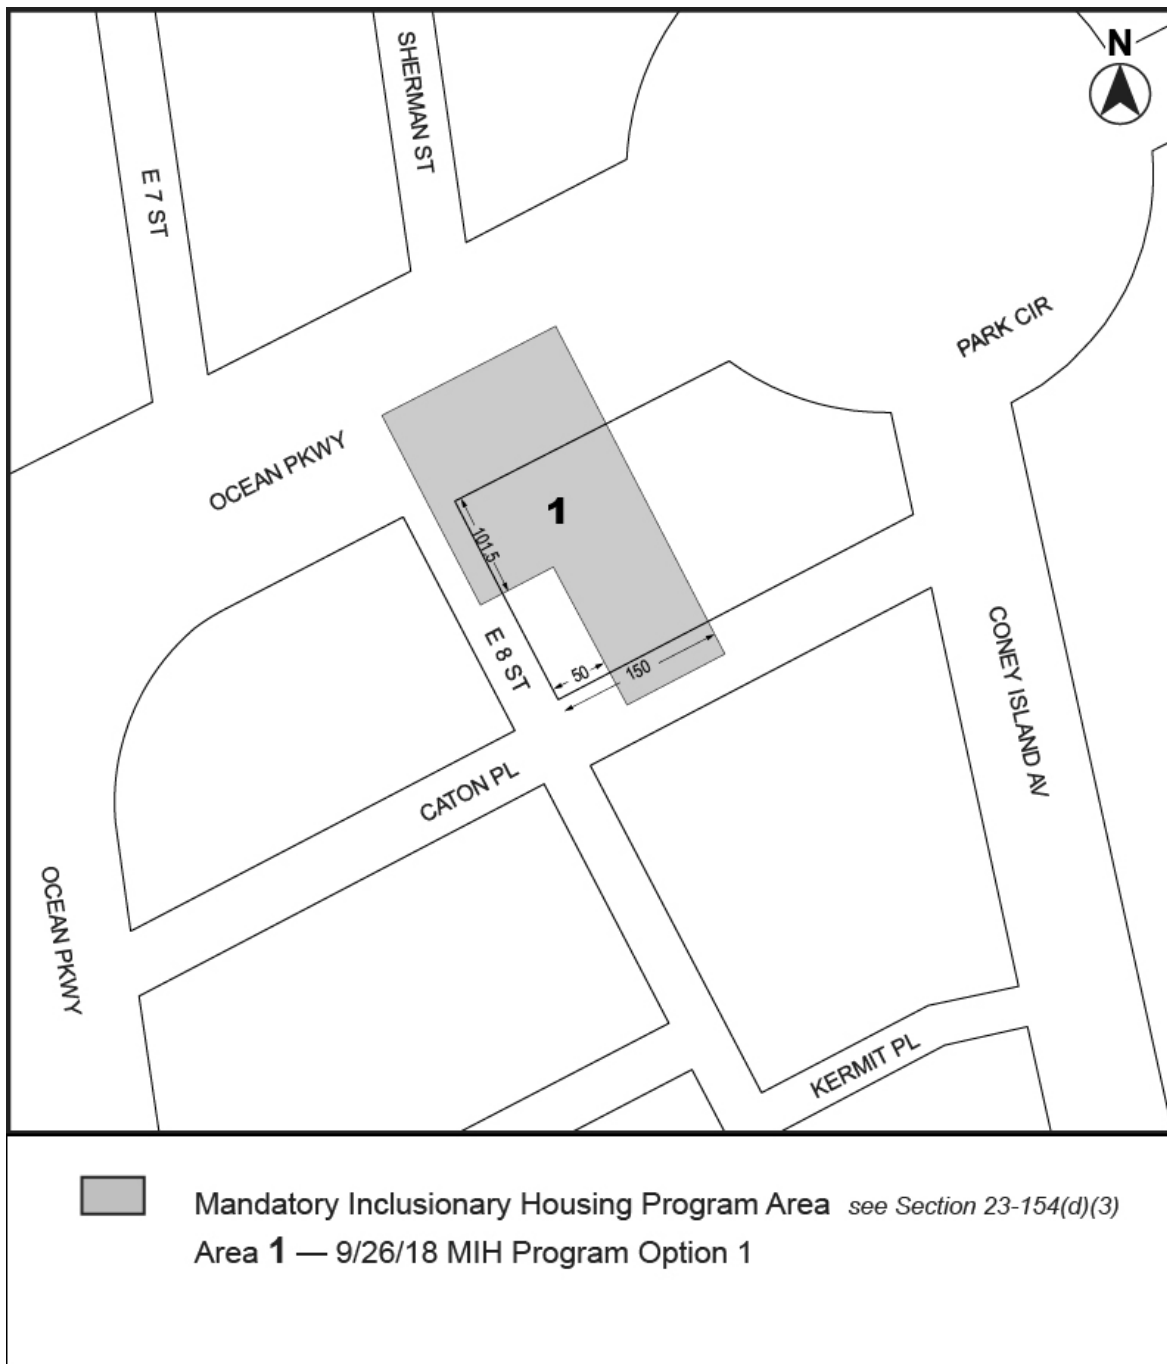 N
SHERMAN ST
E 7 ST
PARK CIR
OCEAN PKWY
1
101.5
E 8 ST
50
150
CONEY ISLAND AV
CATON PL
OCEAN PKWY
KERMIT PL
Mandatory Inclusionary Housing Program Area see Section 23-154(d)(3)
Area 1 — 9/26/18 MIH Program Option 1